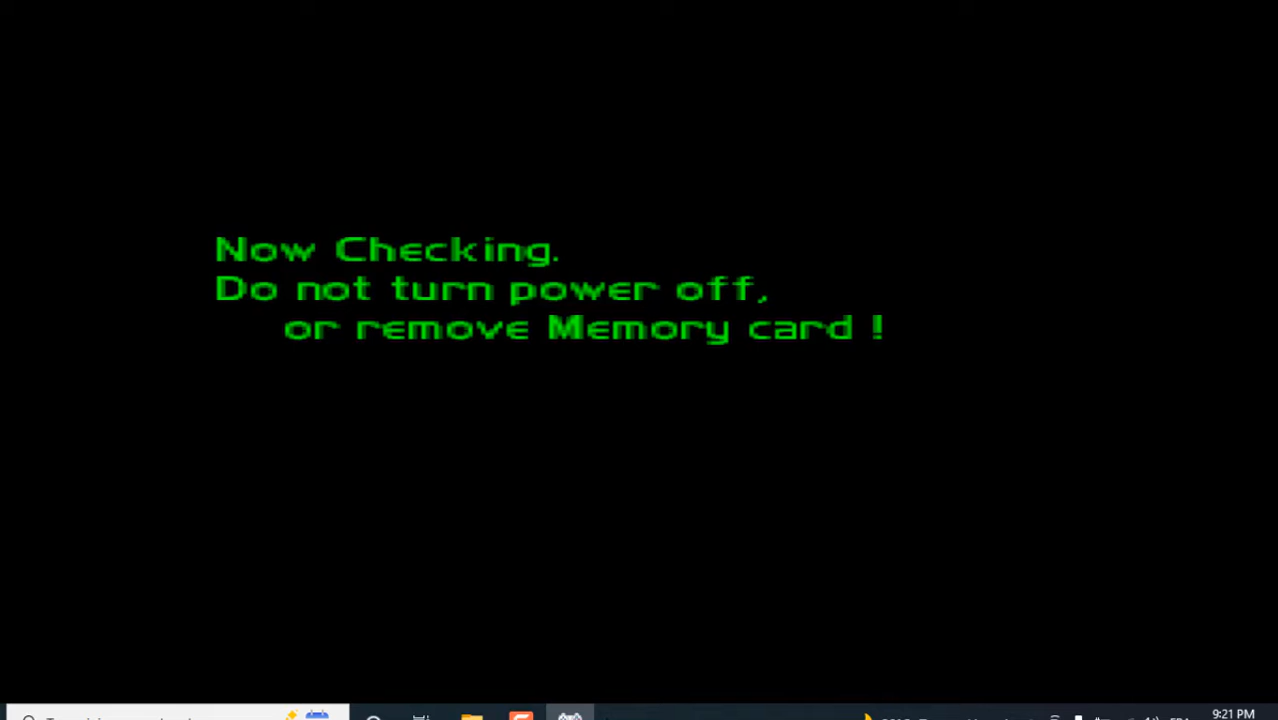 Now Checking.
Do not turn power off,
or remove Memory card !
9:21 PM